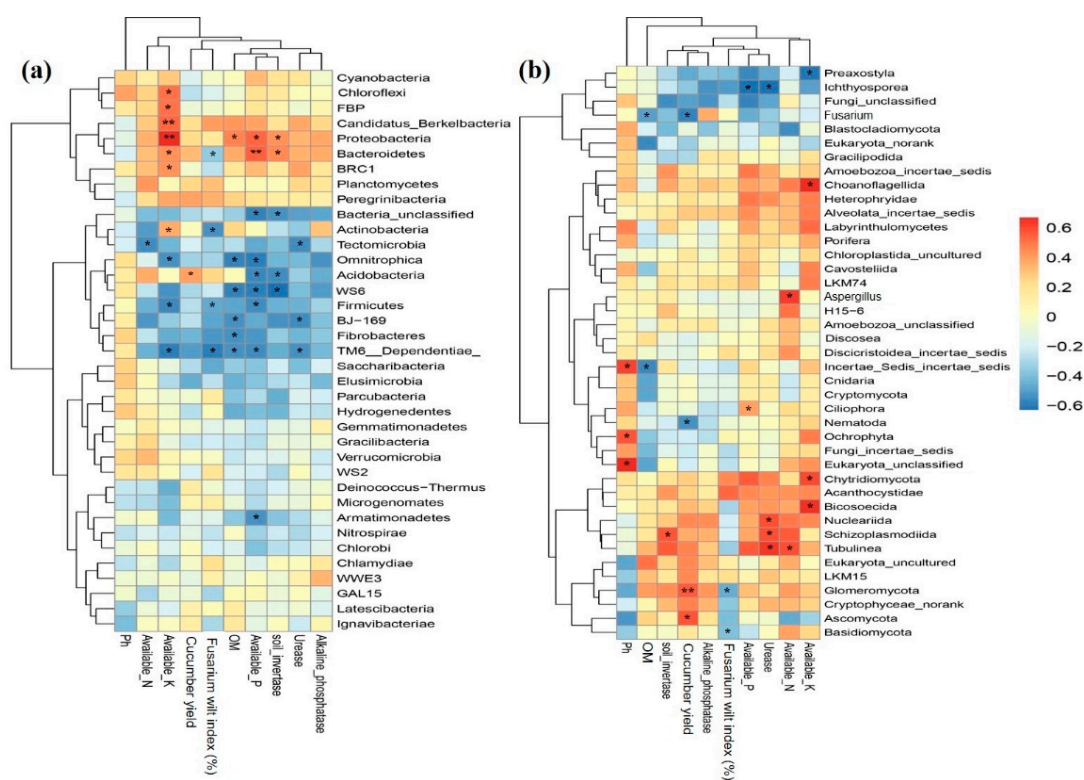 (a)
Cyanobacteria
Chloroflexi
FBP
Candidatus_Berkelbacteria
Proteobacteria
Bacteroidetes
BRC1
Planctomycetes
Peregrinibacteria
Bacteria_unclassified
Actinobacteria
Tectomicrobia
Omnitrophica
Acidobacteria
WS6
Firmicutes
BJ-169
Fibrobacteres
TM6__Dependentiae_
Saccharibacteria
Elusimicrobia
Parcubacteria
Hydrogenedentes
Gemmatimonadetes
Gracilibacteria
Verrucomicrobia
WS2
Deinococcus-Thermus
Microgenomates
Armatimonadetes
Nitrospirae
Chlorobi
Chlamydiae
WWE3
GAL15
Latescibacteria
Ignavibacteriae
Ph
Available_N
Available_K
Cucumber yield
Fusarium wilt index (%)
OM
Available_P
soil_invertase
Urease
Alkaline_phosphatase
(b)
Preaxostyla
Ichthyosporea
Fungi_unclassified
Fusarium
Blastocladiomycota
Eukaryota_norank
Gracilipodida
Amoebozoa_incertae_sedis
Choanoflagellida
Heterophryidae
Alveolata_incertae_sedis
Labyrinthulomycetes
Porifera
Chloroplastida_uncultured
Cavosteliida
LKM74
Aspergillus
H15-6
Amoebozoa_unclassified
Discosea
Discicristoidea_incertae_sedis
Incertae_Sedis_incertae_sedis
Cnidaria
Cryptomycota
Ciliophora
Nematoda
Ochrophyta
Fungi_incertae_sedis
Eukaryota_unclassified
Chytridiomycota
Acanthocystidae
Bicosoecida
Nucleariida
Schizoplasmodiida
Tubulinea
Eukaryota_uncultured
LKM15
Glomeromycota
Cryptophyceae_norank
Ascomycota
Basidiomycota
Ph
OM
soil_invertase
Cucumber yield
Alkaline_phosphatase
Fusarium wilt index (%)
Available_P
Urease
Available_N
Available_K
0.6
0.4
0.2
0
-0.2
-0.4
-0.6